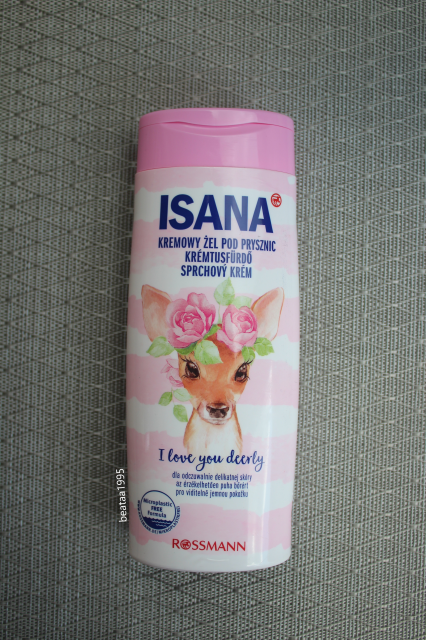 ISANA
KREMOWY ŻEL POD PRYSZNIC
KRÉMTUSFÜRDŐ
SPRCHOVÝ KRÉM
I love you deerly
dla odczuwalnie delikatnej skóry
az érzékelhetően puha bőrért
pro viditelně jemnou pokožku
Microplastic
FREE
Formula
ROSSMANN
beataa1995